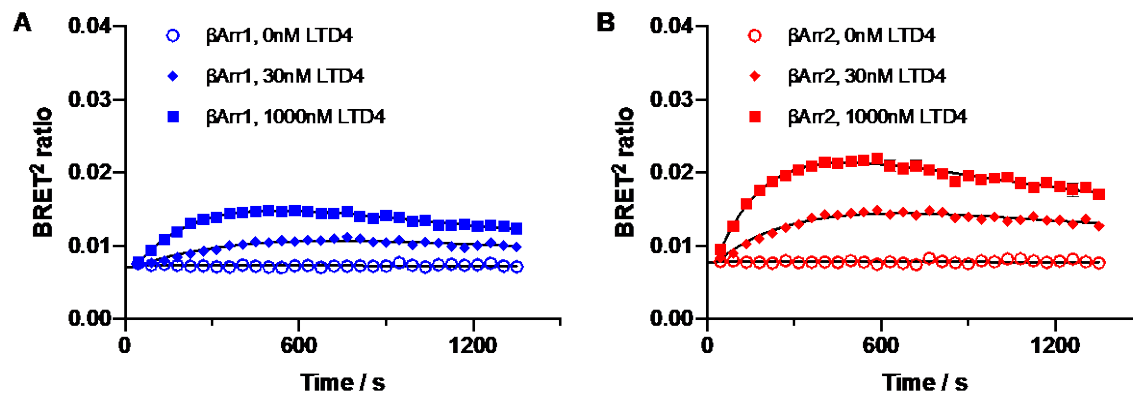 A
βArr1, 0nM LTD4
βArr1, 30nM LTD4
βArr1, 1000nM LTD4
0.04
0.03
0.02
0.01
0.00
BRET² ratio
0
600
1200
Time / s
B
βArr2, 0nM LTD4
βArr2, 30nM LTD4
βArr2, 1000nM LTD4
0.04
0.03
0.02
0.01
0.00
BRET² ratio
0
600
1200
Time / s